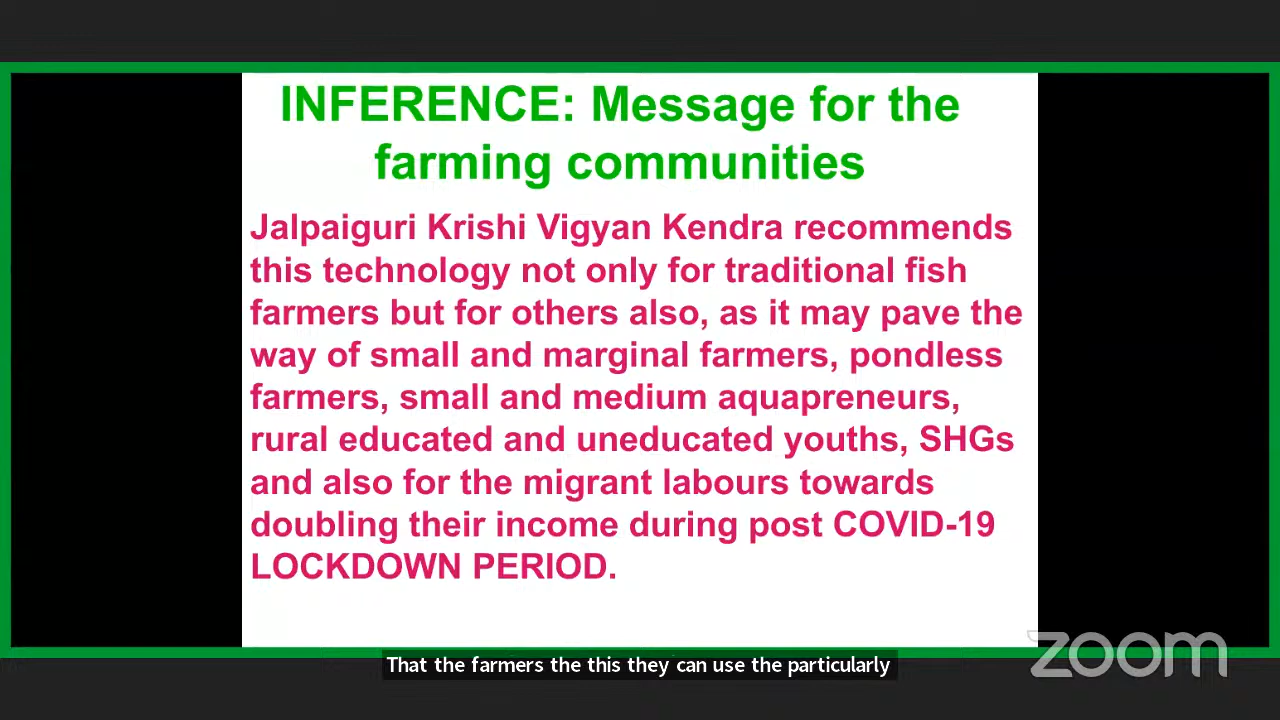 INFERENCE: Message for the
farming communities
Jalpaiguri Krishi Vigyan Kendra recommends
this technology not only for traditional fish
farmers but for others also, as it may pave the
way of small and marginal farmers, pondless
farmers, small and medium aquapreneurs,
rural educated and uneducated youths, SHGs
and also for the migrant labours towards
doubling their income during post COVID-19
LOCKDOWN PERIOD.
zoom
That the farmers the this they can use the particularly